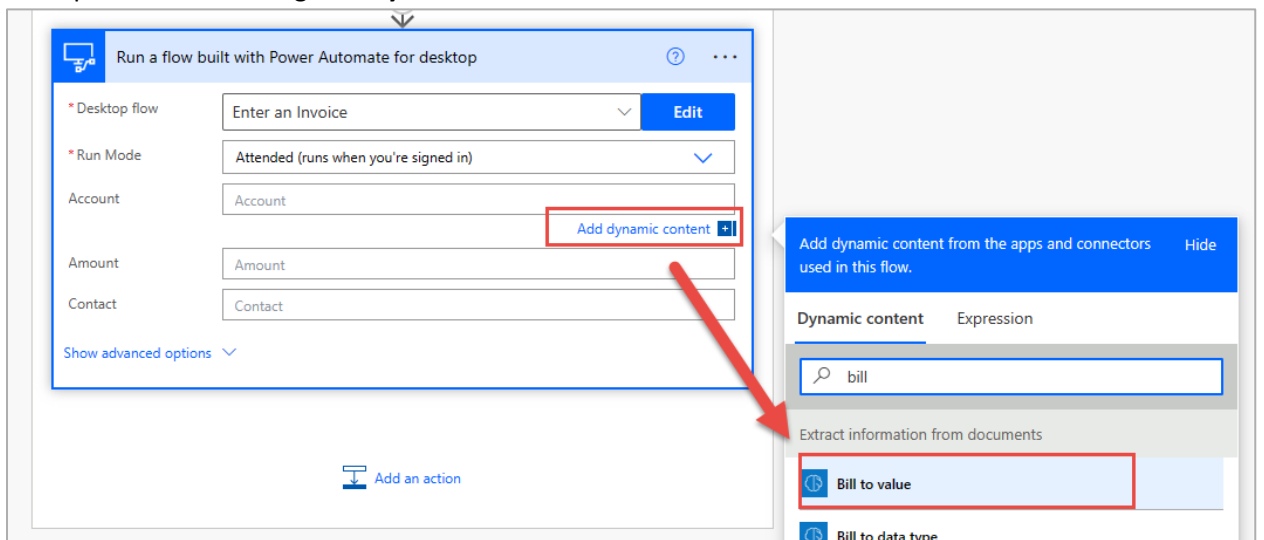 Run a flow built with Power Automate for desktop
* Desktop flow
Enter an Invoice
Edit
* Run Mode
Attended (runs when you're signed in)
Account
Account
Add dynamic content
Amount
Amount
Contact
Contact
Show advanced options
Add an action
Add dynamic content from the apps and connectors
used in this flow.
Hide
Dynamic content
Expression
bill
Extract information from documents
Bill to value
Bill to data type